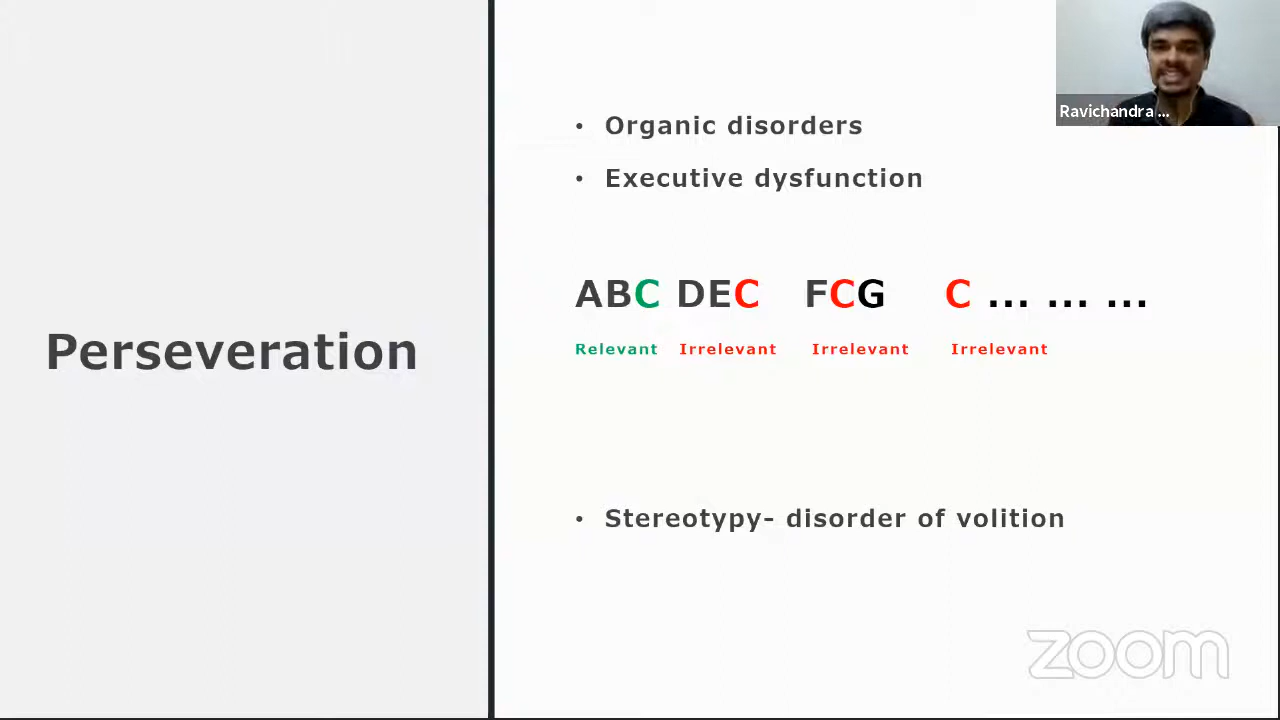 Ravichandra ...
• Organic disorders
• Executive dysfunction
ABC DEC FCG C ... ... ...
Relevant Irrelevant Irrelevant Irrelevant
Perseveration
• Stereotypy- disorder of volition
zoom